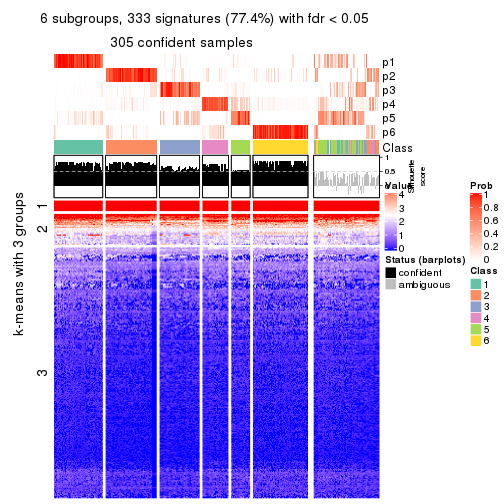 6 subgroups, 333 signatures (77.4%) with fdr < 0.05
305 confident samples
p1
p2
p3
p4
p5
p6
Class
1
0.5
0
Silhouette
score
k-means with 3 groups
1
2
3
Value
4
3
2
1
0
Status (barplots)
confident
ambiguous
Prob
1
0.8
0.6
0.4
0.2
0
Class
1
2
3
4
5
6